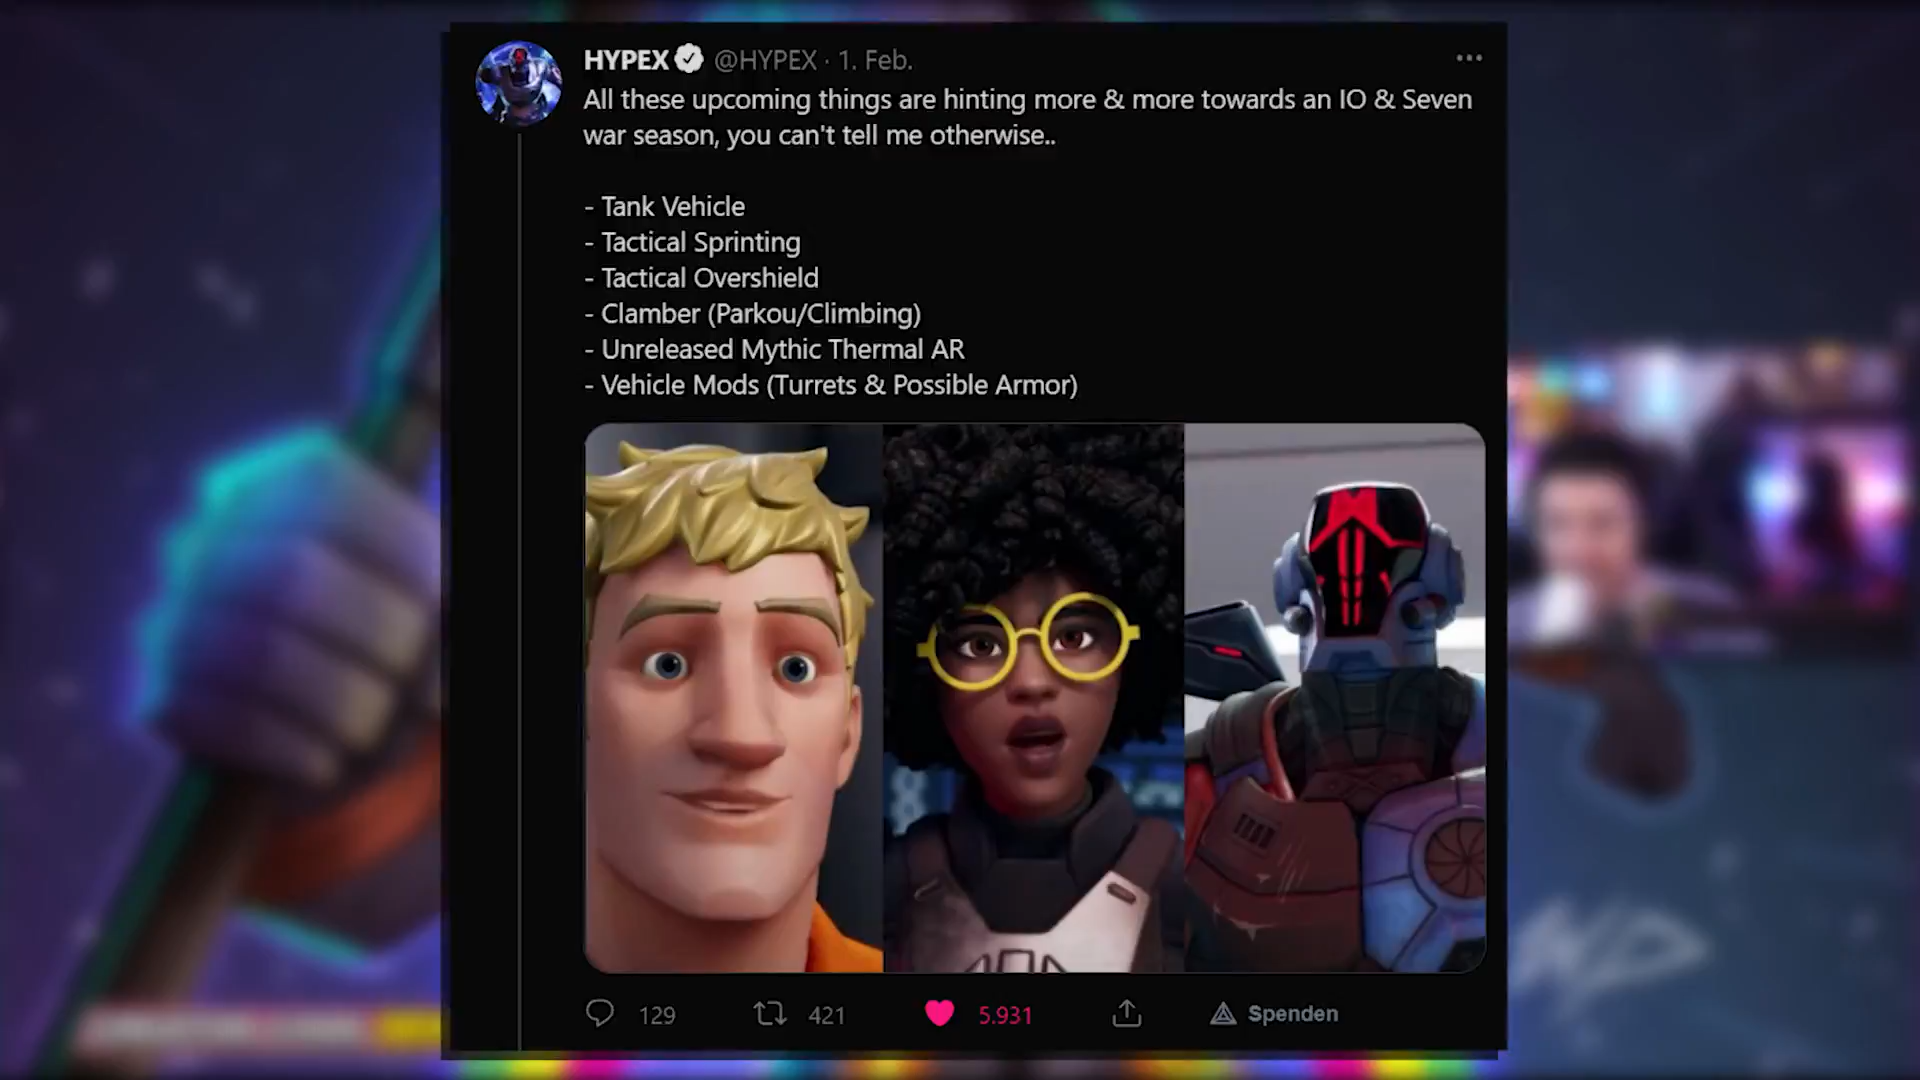 HYPEX @HYPEX · 1. Feb.
All these upcoming things are hinting more & more towards an IO & Seven
war season, you can't tell me otherwise..
- Tank Vehicle
- Tactical Sprinting
- Tactical Overshield
- Clamber (Parkou/Climbing)
- Unreleased Mythic Thermal AR
- Vehicle Mods (Turrets & Possible Armor)
129 421 5.931 Spenden